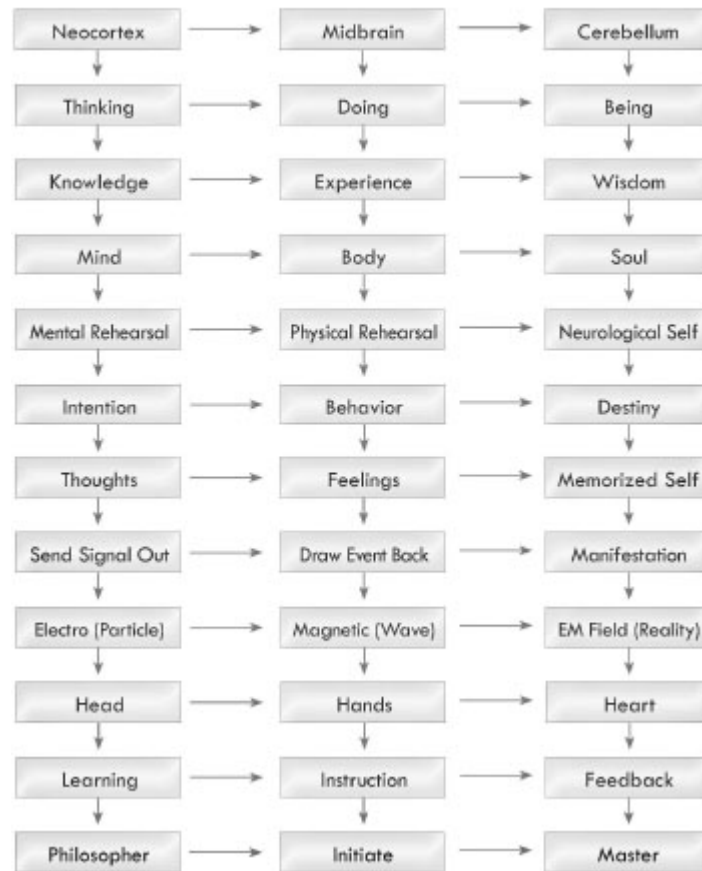 Neocortex Midbrain Cerebellum
Thinking Doing Being
Knowledge Experience Wisdom
Mind Body Soul
Mental Rehearsal Physical Rehearsal Neurological Self
Intention Behavior Destiny
Thoughts Feelings Memorized Self
Send Signal Out Draw Event Back Manifestation
Electro (Particle) Magnetic (Wave) EM Field (Reality)
Head Hands Heart
Learning Instruction Feedback
Philosopher Initiate Master